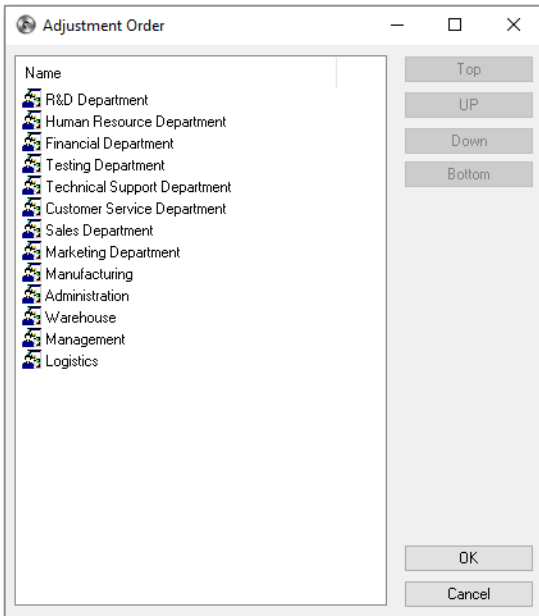 Adjustment Order
Name
R&D Department
Human Resource Department
Financial Department
Testing Department
Technical Support Department
Customer Service Department
Sales Department
Marketing Department
Manufacturing
Administration
Warehouse
Management
Logistics
Top
UP
Down
Bottom
OK
Cancel